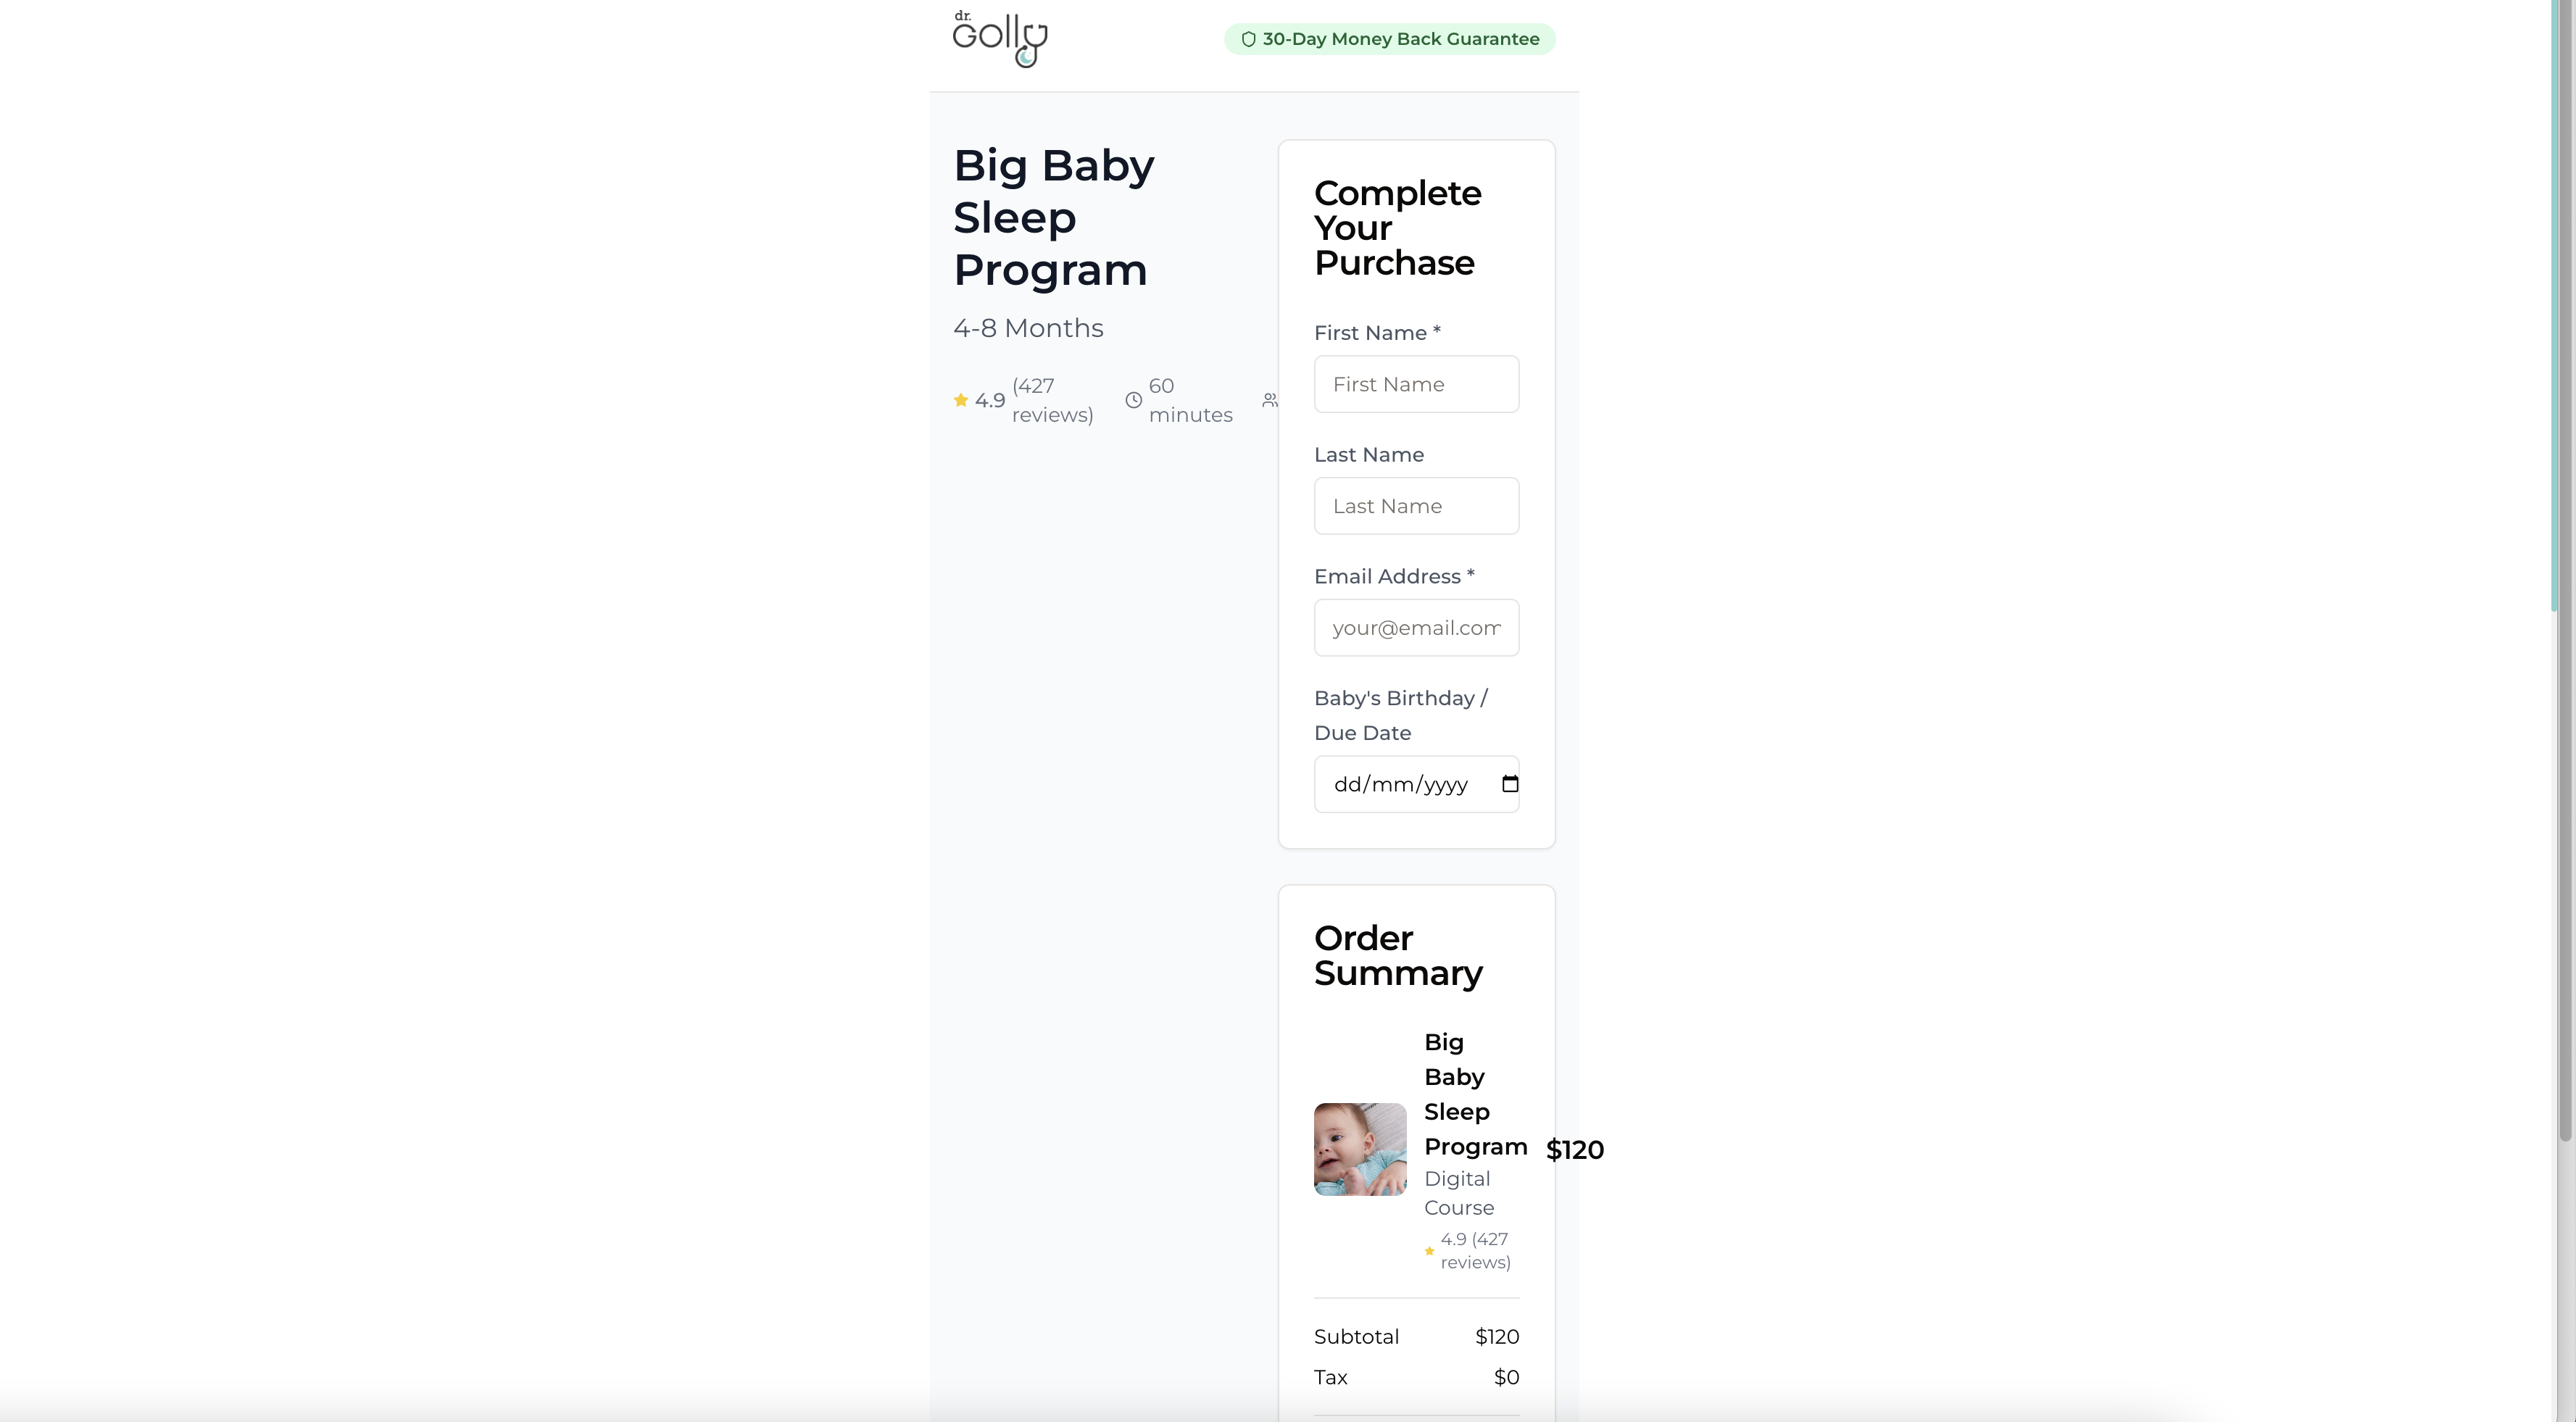 dr.
Golly
30-Day Money Back Guarantee
Big Baby
Sleep
Program
4-8 Months
4.9
(427
reviews)
60
minutes
Complete
Your
Purchase
First Name *
First Name
Last Name
Last Name
Email Address *
your@email.com
Baby's Birthday /
Due Date
dd/mm/yyyy
Order
Summary
Big
Baby
Sleep
Program
$120
Digital
Course
4.9 (427
reviews)
Subtotal $120
Tax $0